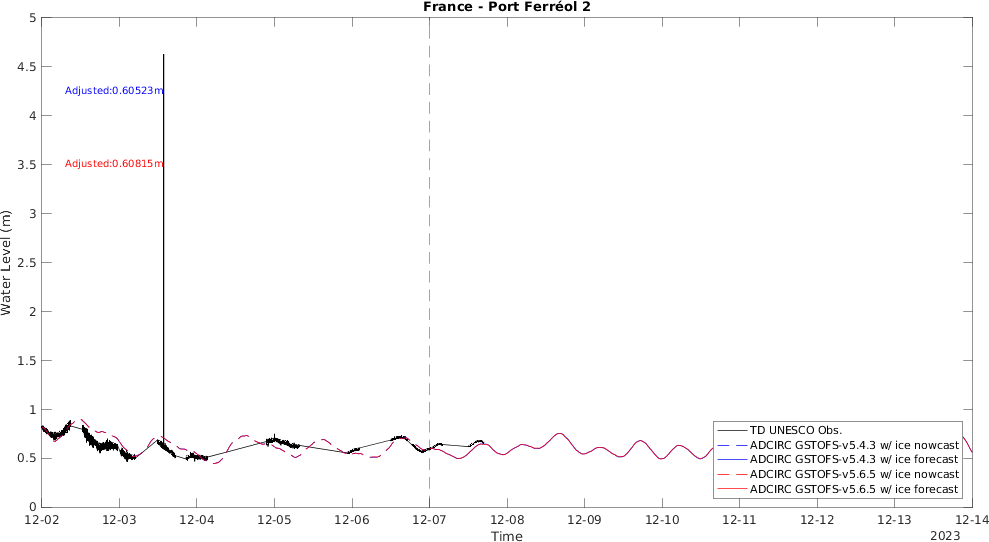 France - Port Ferréol 2
5
4.5
4
3.5
3
2.5
2
1.5
1
0.5
0
Water Level (m)
Adjusted:0.60523m
Adjusted:0.60815m
TD UNESCO Obs.
ADCIRC GSTOFS-v5.4.3 w/ ice nowcast
ADCIRC GSTOFS-v5.4.3 w/ ice forecast
ADCIRC GSTOFS-v5.6.5 w/ ice nowcast
ADCIRC GSTOFS-v5.6.5 w/ ice forecast
12-02 12-03 12-04 12-05 12-06 12-07 12-08 12-09 12-10 12-11 12-12 12-13 12-14
Time
2023